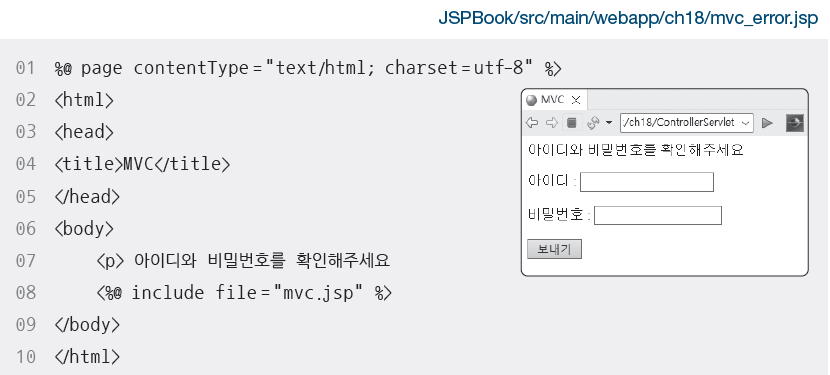 JSPBook/src/main/webapp/ch18/mvc_error.jsp
01 %@ page contentType="text/html; charset=utf-8" %>
02 <html>
03 <head>
04 <title>MVC</title>
05 </head>
06 <body>
07     <p> 아이디와 비밀번호를 확인해주세요
08     <%@ include file="mvc.jsp" %>
09 </body>
10 </html>
MVC
/ch18/ControllerServlet
아이디와 비밀번호를 확인해주세요
아이디 :
비밀번호 :
보내기